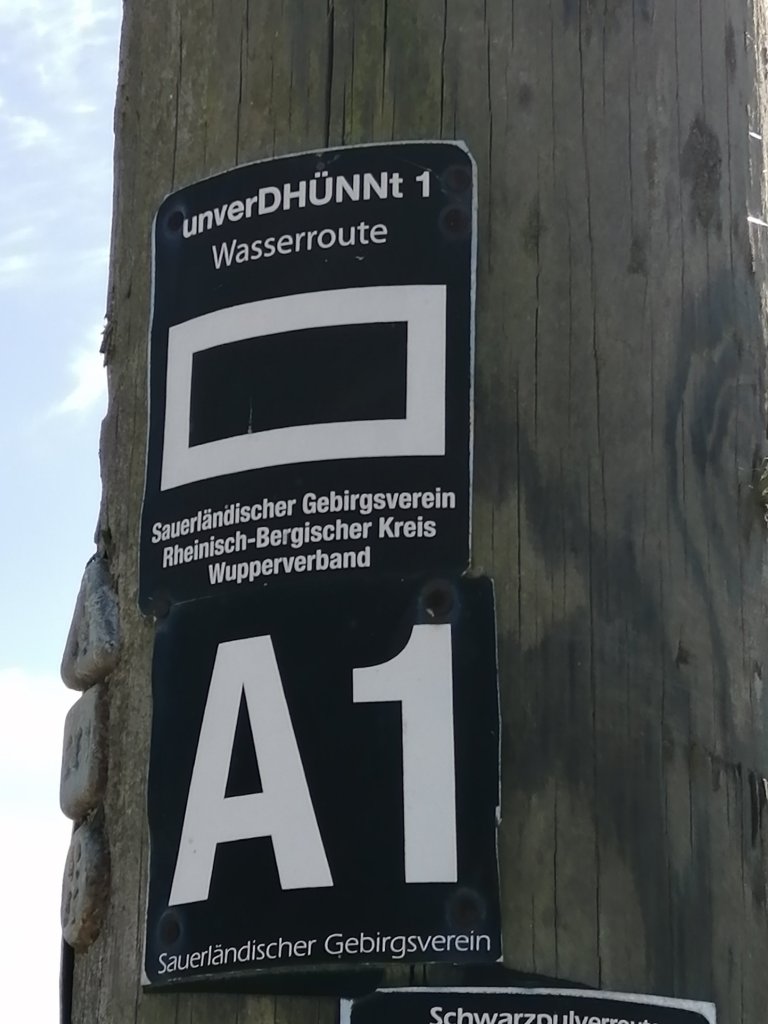 unverDHÜNNt 1
Wasserroute
Sauerländischer Gebirgsverein
Rheinisch-Bergischer Kreis
Wupperverband
A1
Sauerländischer Gebirgsverein